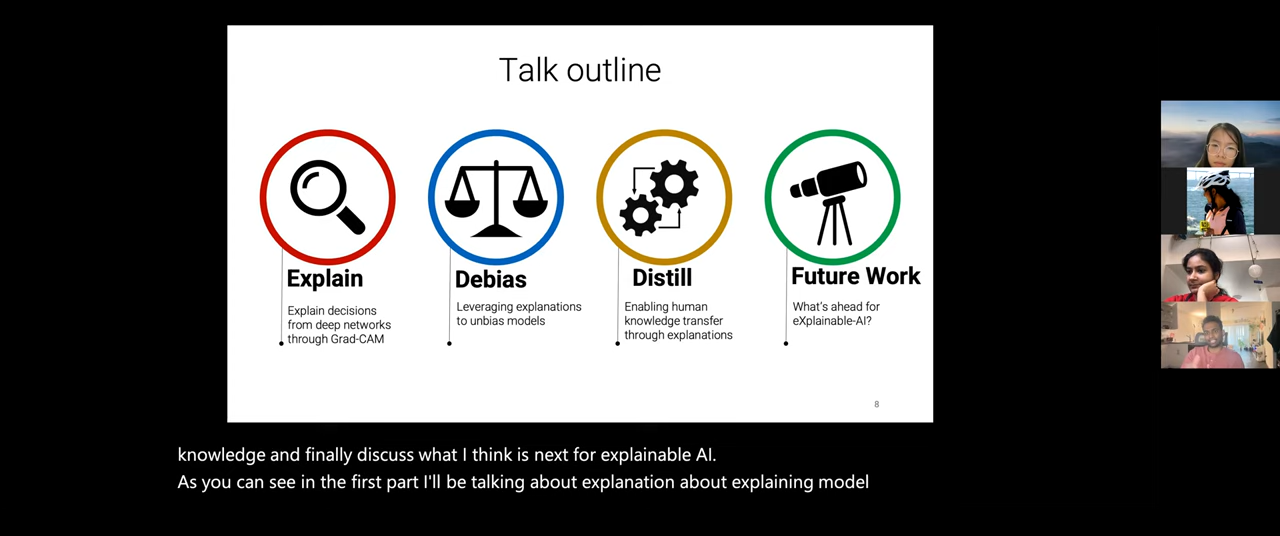 Talk outline
Explain
Explain decisions
from deep networks
through Grad-CAM
Debias
Leveraging explanations
to unbias models
Distill
Enabling human
knowledge transfer
through explanations
Future Work
What's ahead for
eXplainable-AI?
8
knowledge and finally discuss what I think is next for explainable AI.
As you can see in the first part I'll be talking about explanation about explaining model